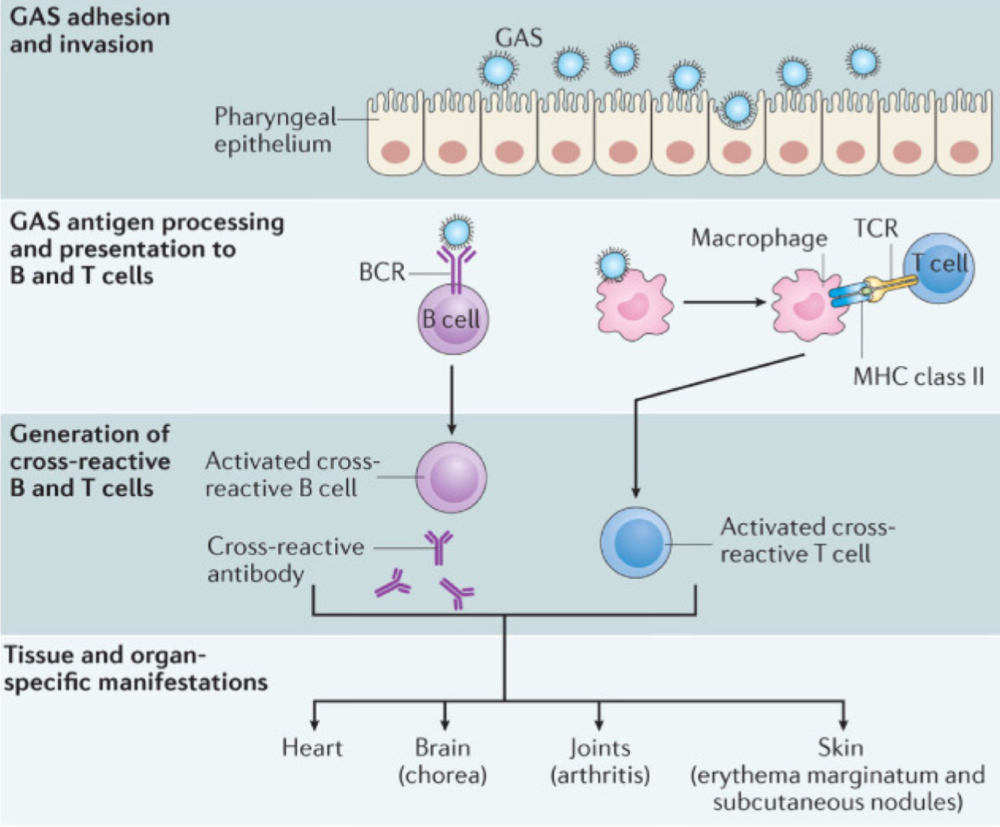 GAS adhesion
and invasion
GAS
Pharyngeal
epithelium
GAS antigen processing
and presentation to
B and T cells
BCR
B cell
Macrophage
TCR
T cell
MHC class II
Generation of
cross-reactive
B and T cells
Activated cross-
reactive B cell
Cross-reactive
antibody
Activated cross-
reactive T cell
Tissue and organ-
specific manifestations
Heart
Brain
(chorea)
Joints
(arthritis)
Skin
(erythema marginatum and
subcutaneous nodules)